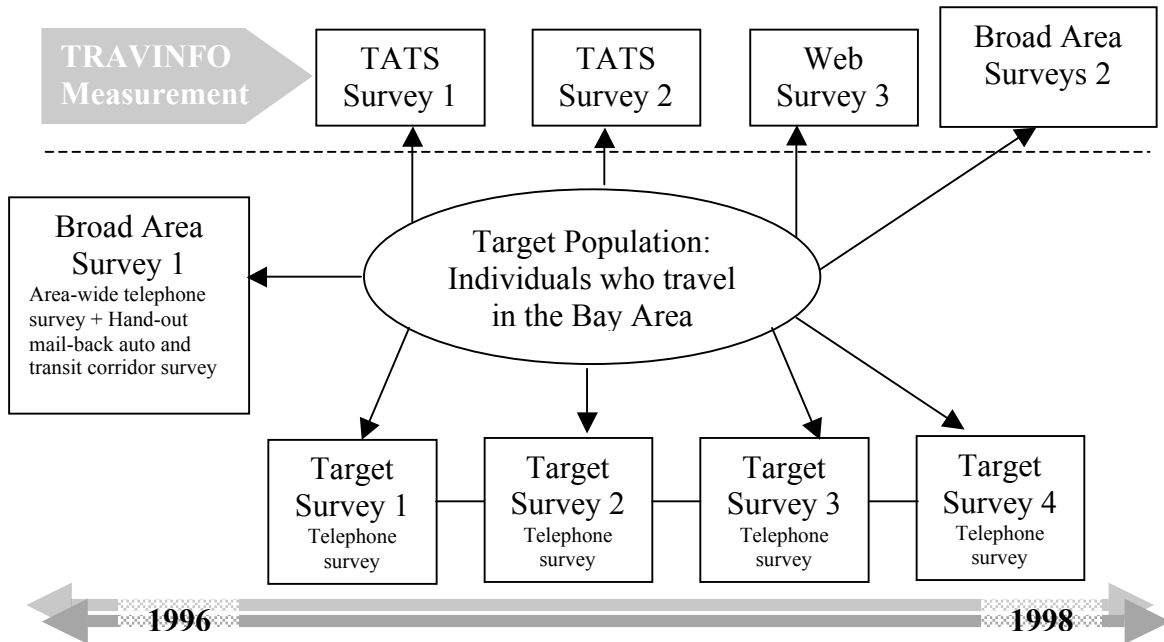 TRAVINFO
Measurement
TATS
Survey 1
TATS
Survey 2
Web
Survey 3
Broad Area
Surveys 2
Broad Area
Survey 1
Area-wide telephone
survey + Hand-out
mail-back auto and
transit corridor survey
Target Population:
Individuals who travel
in the Bay Area
Target
Survey 1
Telephone
survey
Target
Survey 2
Telephone
survey
Target
Survey 3
Telephone
survey
Target
Survey 4
Telephone
survey
1996
1998